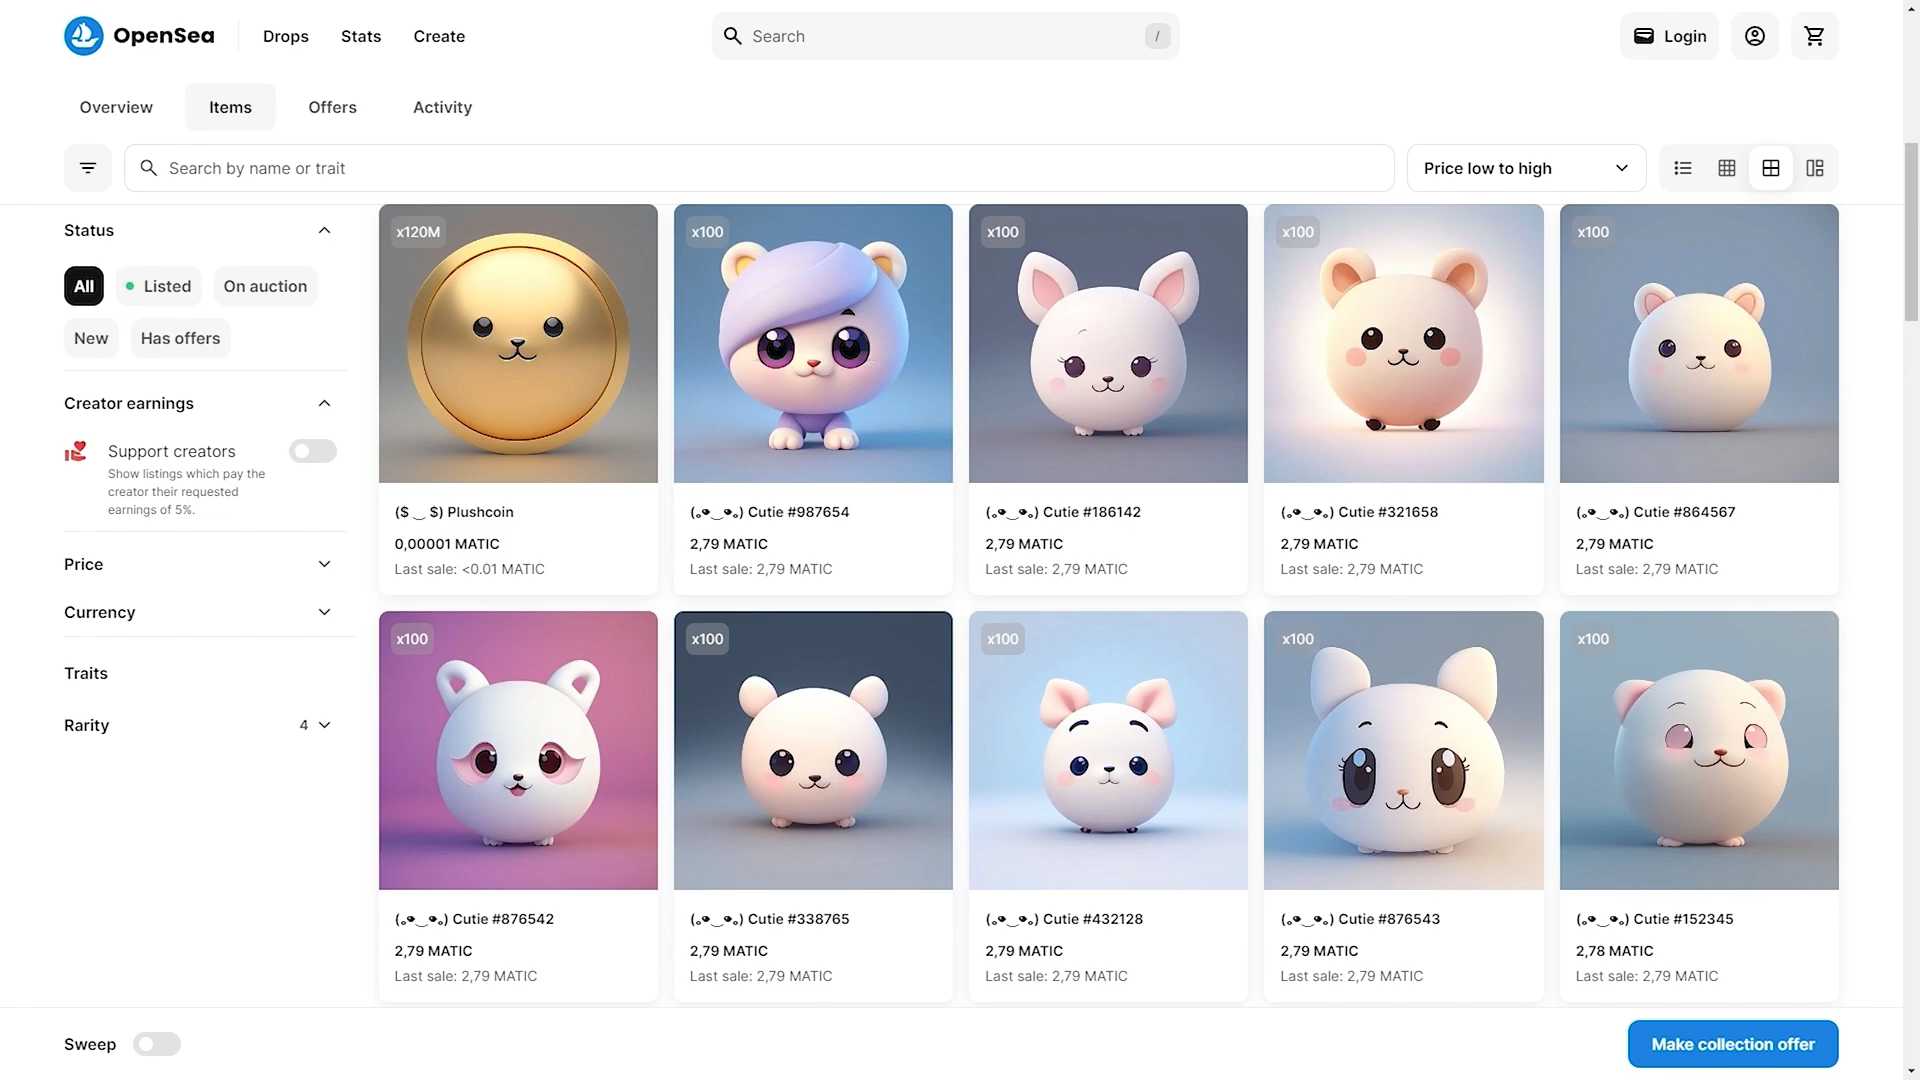 OpenSea
Drops
Stats
Create
Search
/
Login
Overview
Items
Offers
Activity
Search by name or trait
Price low to high
Status
All
Listed
On auction
New
Has offers
Creator earnings
Support creators
Show listings which pay the
creator their requested
earnings of 5%.
Price
Currency
Traits
Rarity
4
x120M
($ ‿ $) Plushcoin
0,00001 MATIC
Last sale: <0.01 MATIC
x100
(｡◕‿◕｡) Cutie #987654
2,79 MATIC
Last sale: 2,79 MATIC
x100
(｡◕‿◕｡) Cutie #186142
2,79 MATIC
Last sale: 2,79 MATIC
x100
(｡◕‿◕｡) Cutie #321658
2,79 MATIC
Last sale: 2,79 MATIC
x100
(｡◕‿◕｡) Cutie #864567
2,79 MATIC
Last sale: 2,79 MATIC
x100
(｡◕‿◕｡) Cutie #876542
2,79 MATIC
Last sale: 2,79 MATIC
x100
(｡◕‿◕｡) Cutie #338765
2,79 MATIC
Last sale: 2,79 MATIC
x100
(｡◕‿◕｡) Cutie #432128
2,79 MATIC
Last sale: 2,79 MATIC
x100
(｡◕‿◕｡) Cutie #876543
2,79 MATIC
Last sale: 2,79 MATIC
x100
(｡◕‿◕｡) Cutie #152345
2,78 MATIC
Last sale: 2,79 MATIC
Sweep
Make collection offer